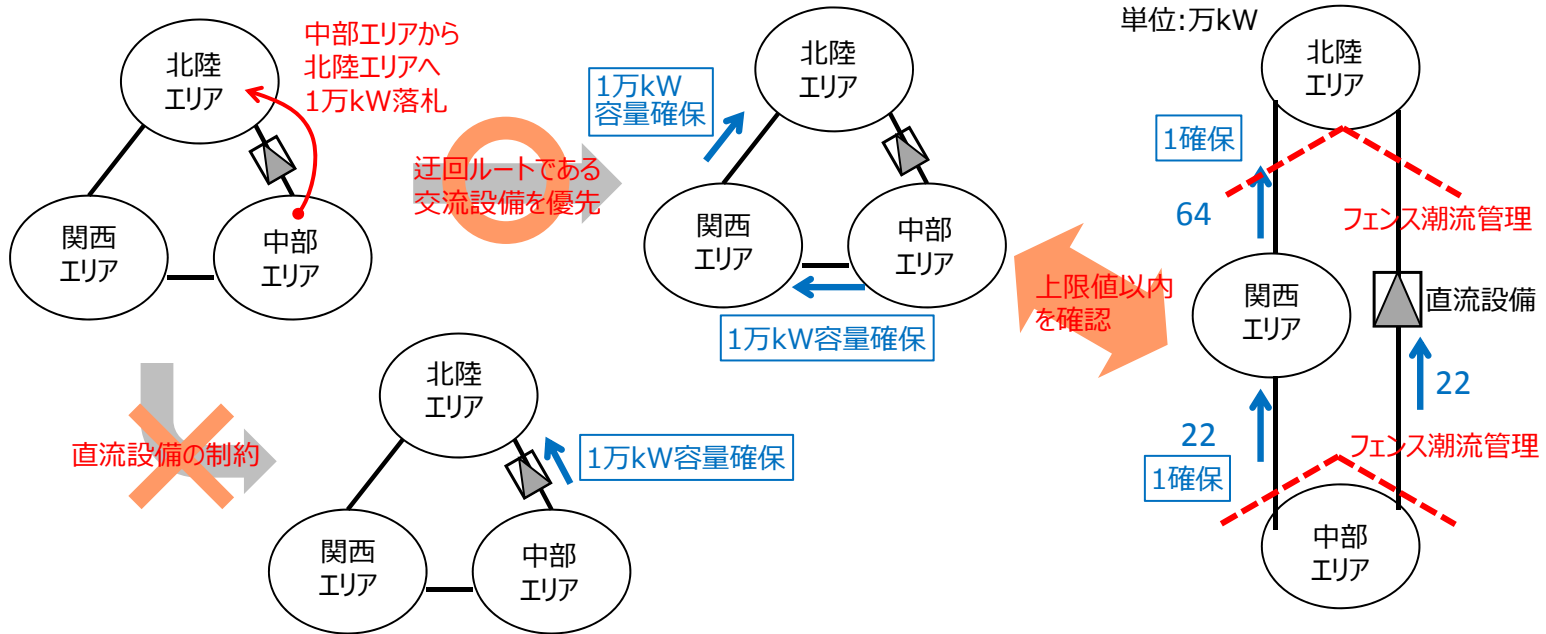 中部エリアから
北陸エリアへ
1万kW落札
北陸
エリア
関西
エリア
中部
エリア
迂回ルートである
交流設備を優先
1万kW
容量確保
北陸
エリア
関西
エリア
中部
エリア
1万kW容量確保
上限値以内
を確認
直流設備の制約
北陸
エリア
1万kW容量確保
関西
エリア
中部
エリア
単位:万kW
北陸
エリア
1確保
64
フェンス潮流管理
関西
エリア
直流設備
22
22
1確保
フェンス潮流管理
中部
エリア